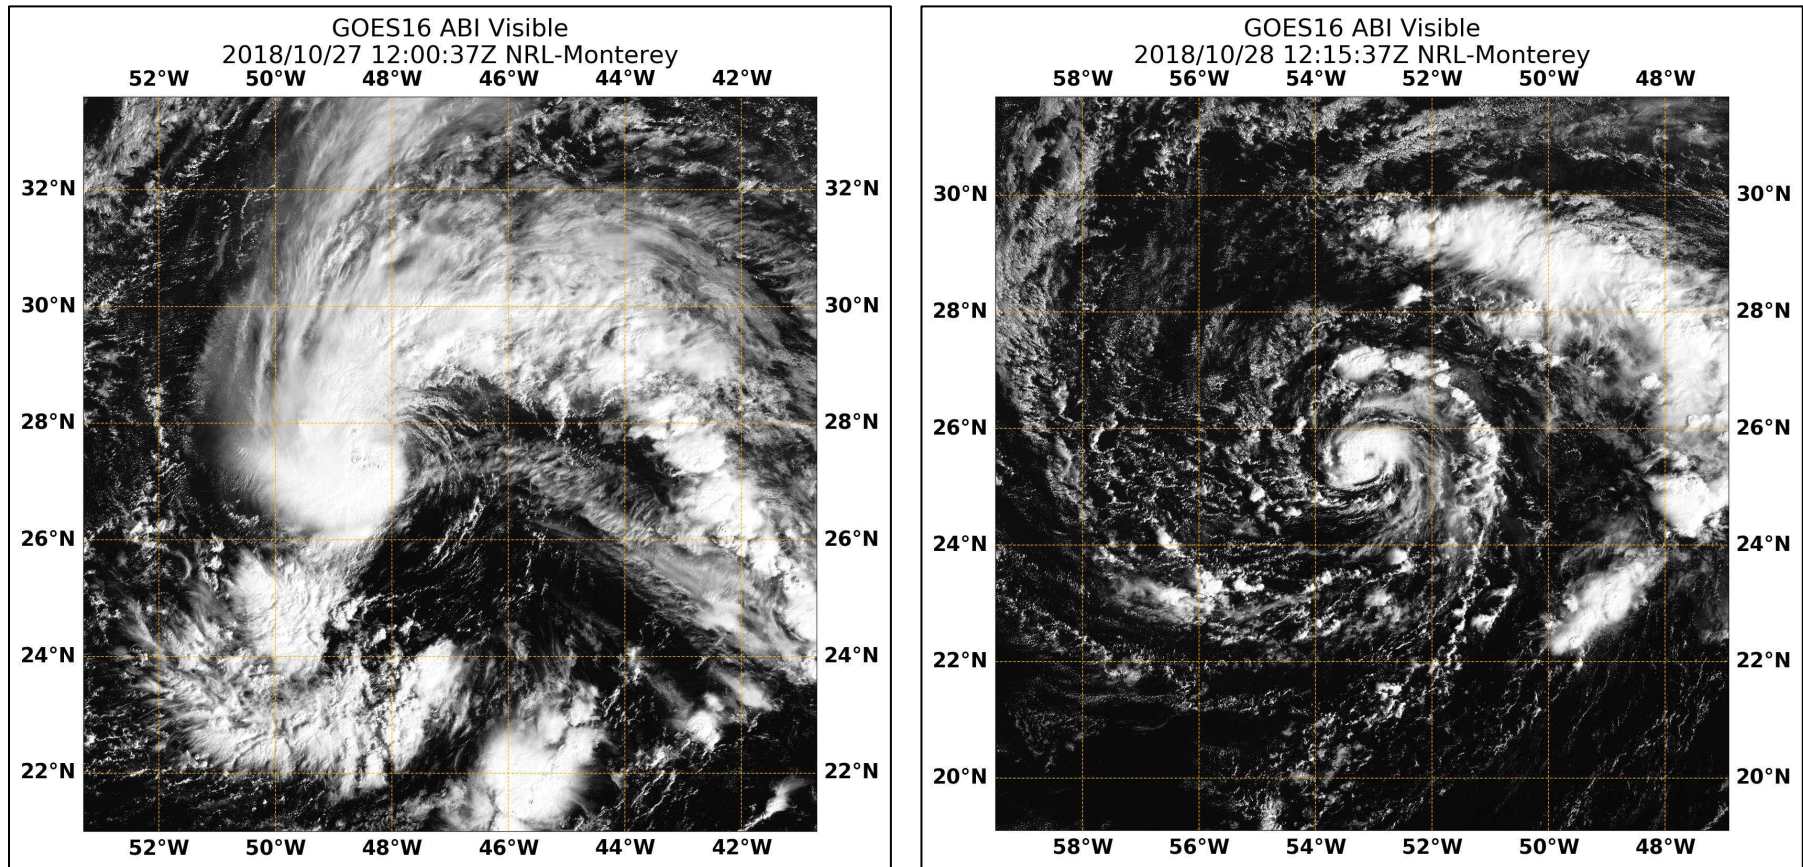 GOES16 ABI Visible
2018/10/27 12:00:37Z NRL-Monterey
52°W 50°W 48°W 46°W 44°W 42°W
32°N 32°N
30°N 30°N
28°N 28°N
26°N 26°N
24°N 24°N
22°N 22°N
52°W 50°W 48°W 46°W 44°W 42°W
GOES16 ABI Visible
2018/10/28 12:15:37Z NRL-Monterey
58°W 56°W 54°W 52°W 50°W 48°W
30°N 30°N
28°N 28°N
26°N 26°N
24°N 24°N
22°N 22°N
20°N 20°N
58°W 56°W 54°W 52°W 50°W 48°W